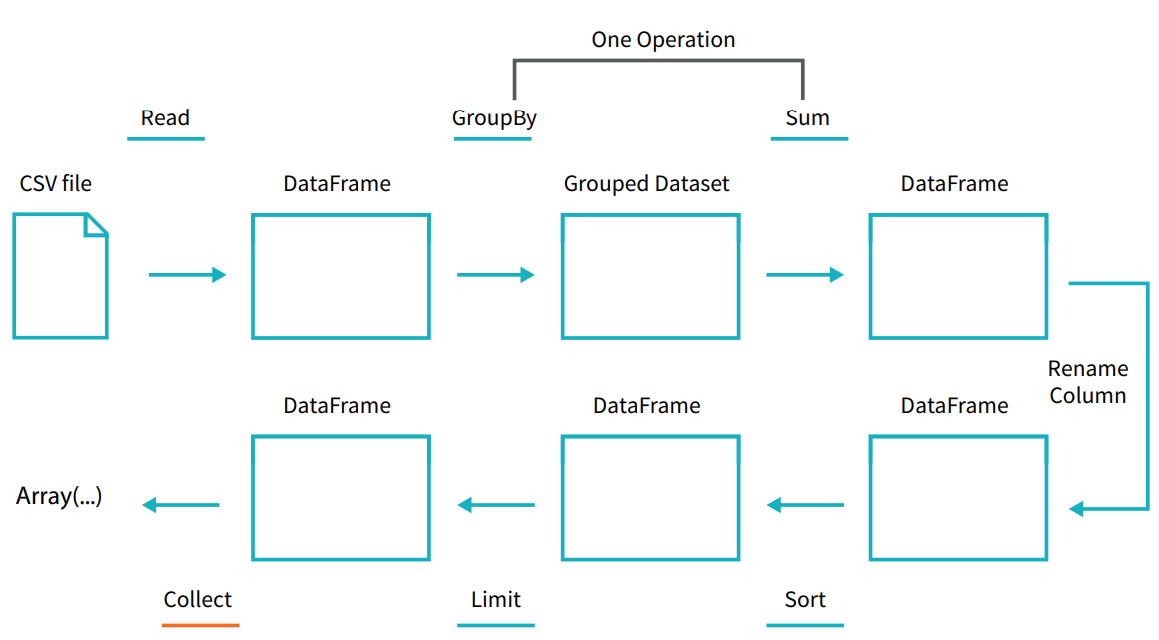 One Operation
Read
GroupBy
Sum
CSV file
DataFrame
Grouped Dataset
DataFrame
Rename
Column
DataFrame
DataFrame
DataFrame
Array(...)
Collect
Limit
Sort